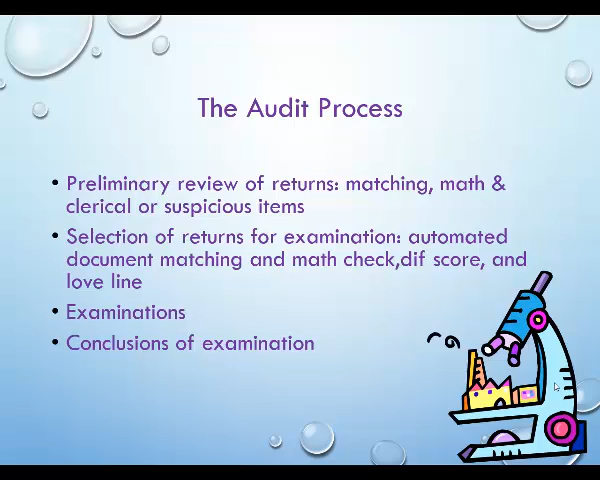 The Audit Process
• Preliminary review of returns: matching, math &
clerical or suspicious items
• Selection of returns for examination: automated
document matching and math check,dif score, and
love line
• Examinations
• Conclusions of examination